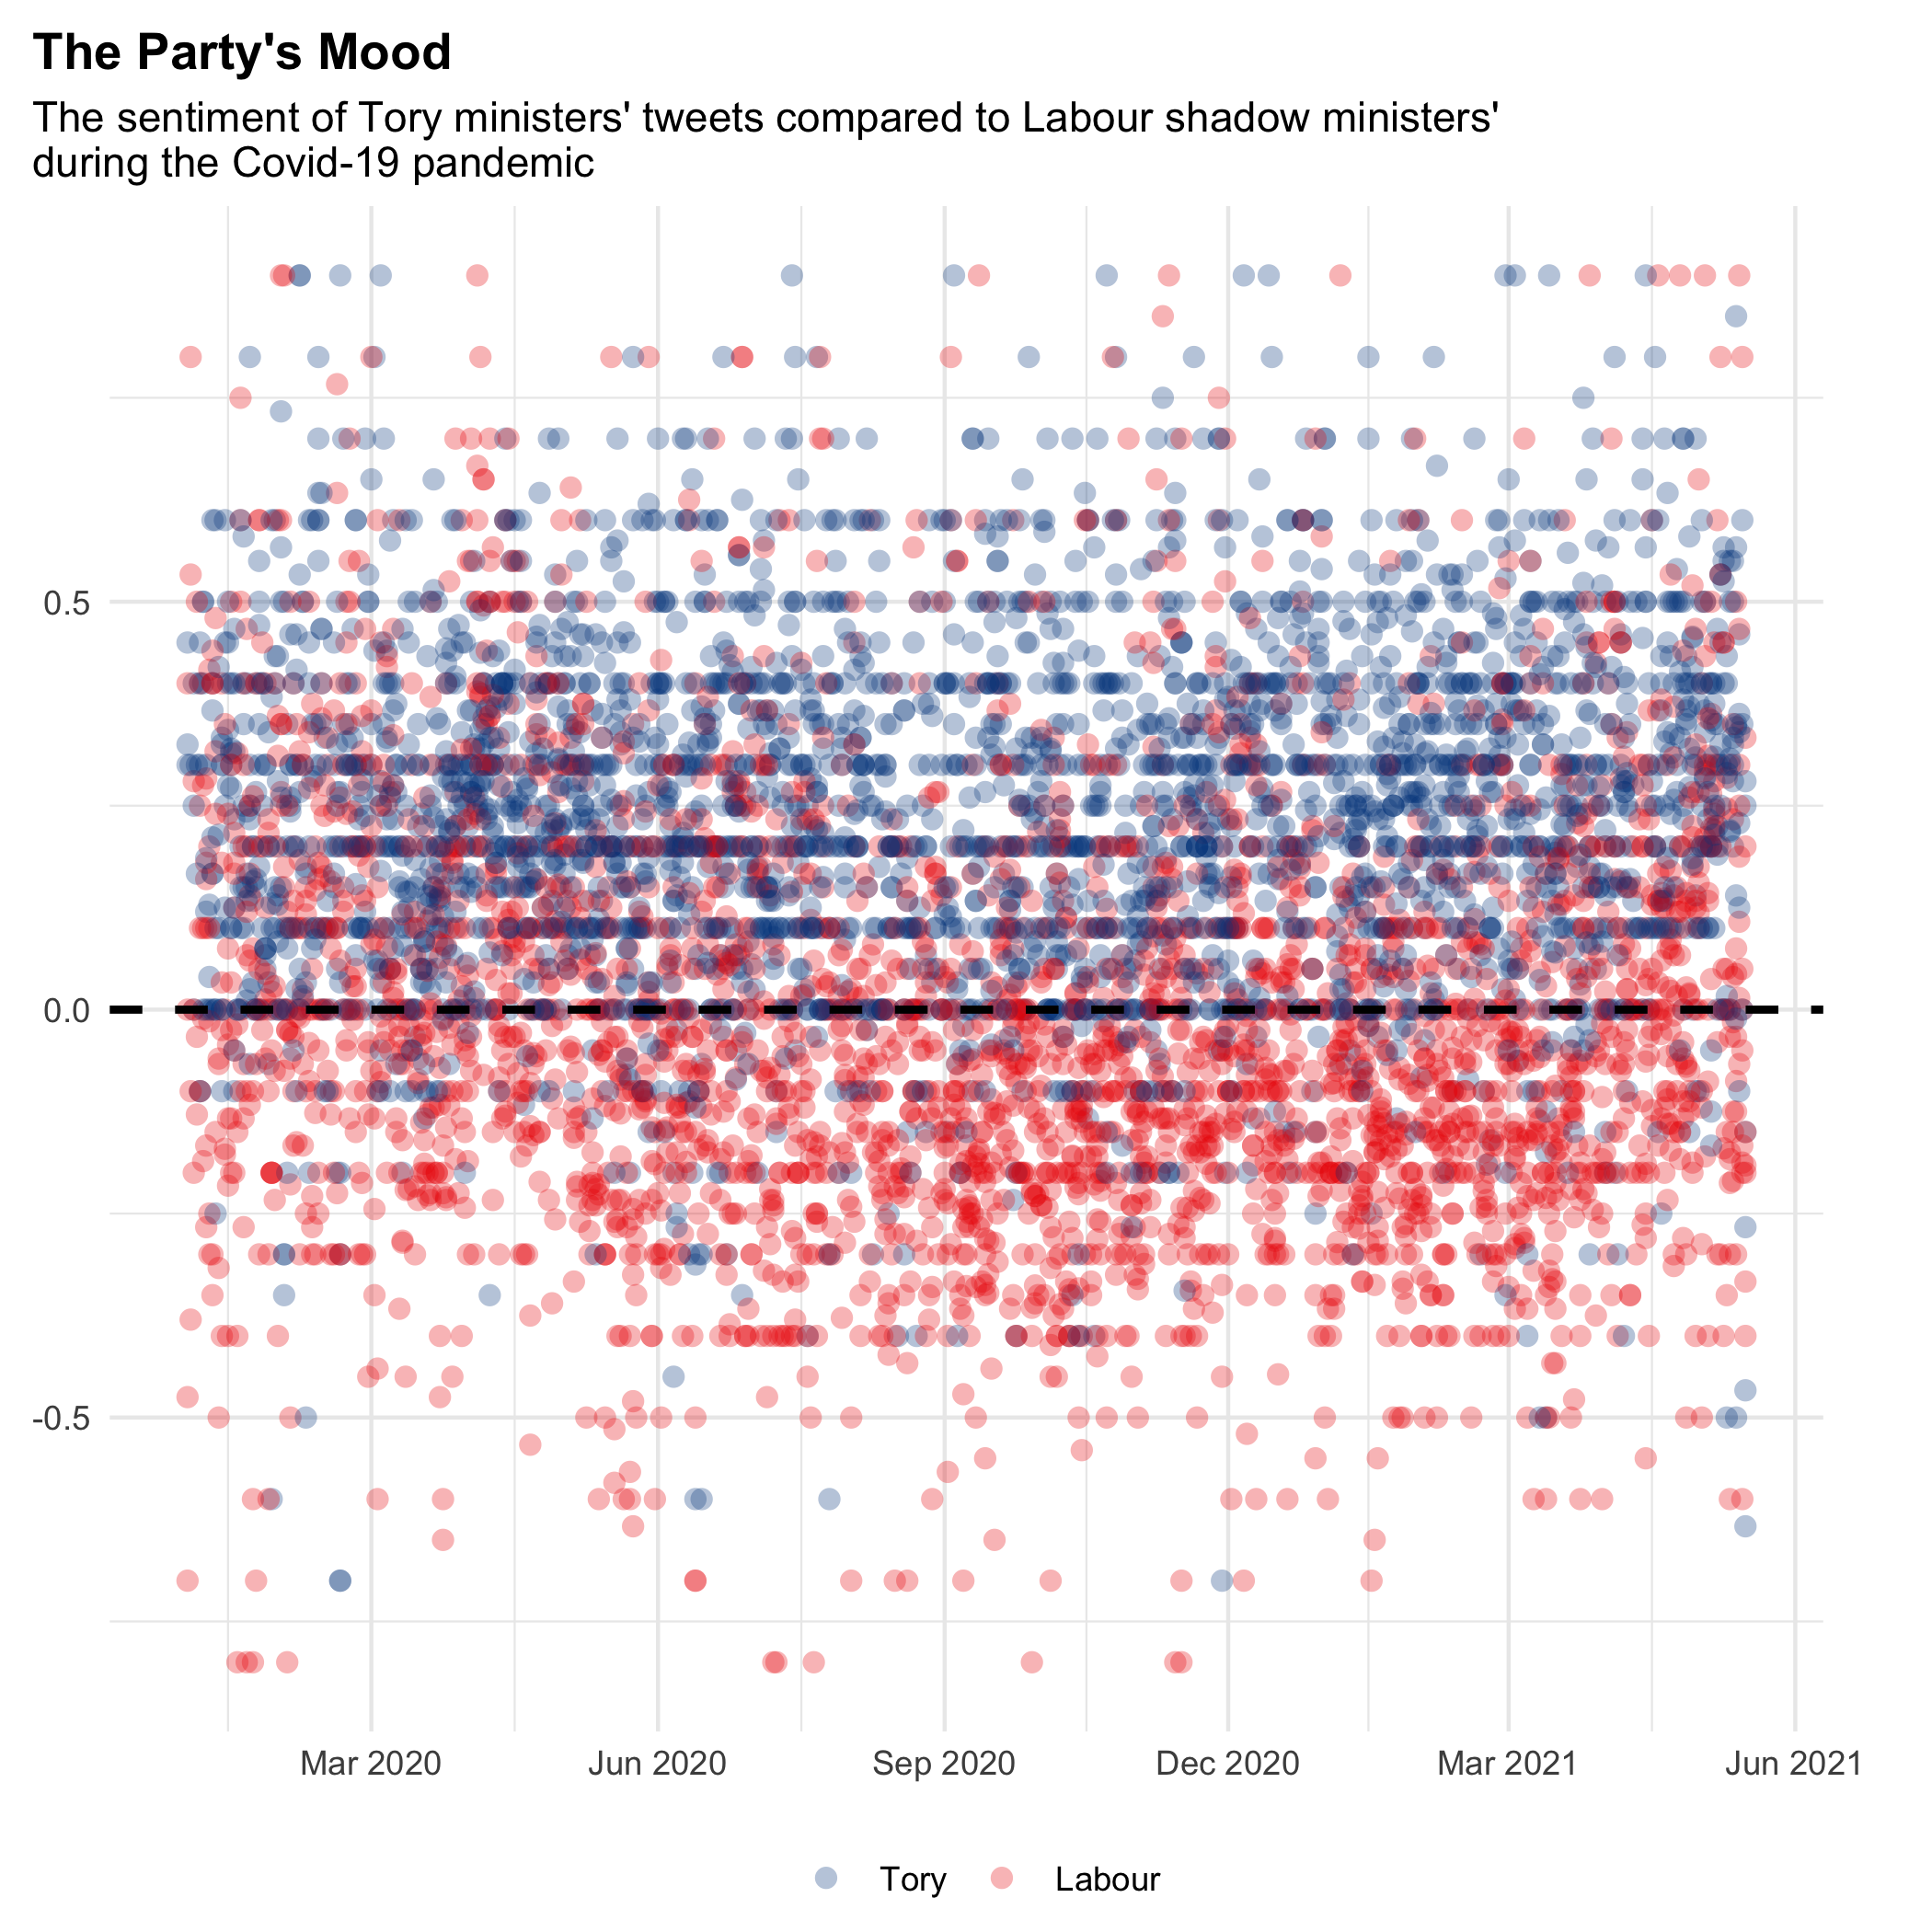 The Party's Mood
The sentiment of Tory ministers' tweets compared to Labour shadow ministers'
during the Covid-19 pandemic
0.5
0.0
-0.5
Mar 2020 Jun 2020 Sep 2020 Dec 2020 Mar 2021 Jun 2021
Tory Labour